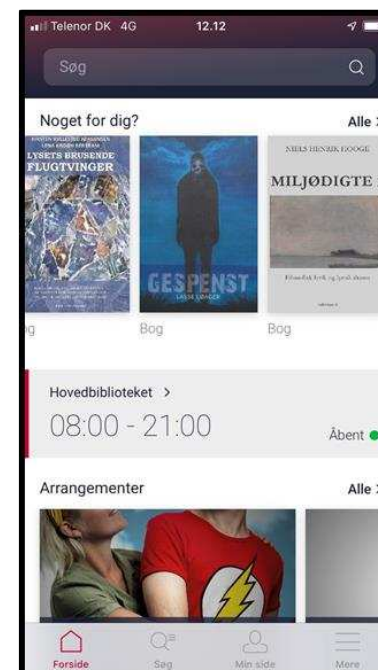 Telenor DK 4G 12.12
Søg
Noget for dig? Alle
LYSETS BRUSENDE
FLUGTVINGER
GESPENST
LASSE LØAGER
NIELS HENRIK HOOGE
MILJØDIGTE
Bog
Bog
Hovedbiblioteket >
08:00 - 21:00
Åbent
Arrangementer Alle
Forside Søg Min side Mere